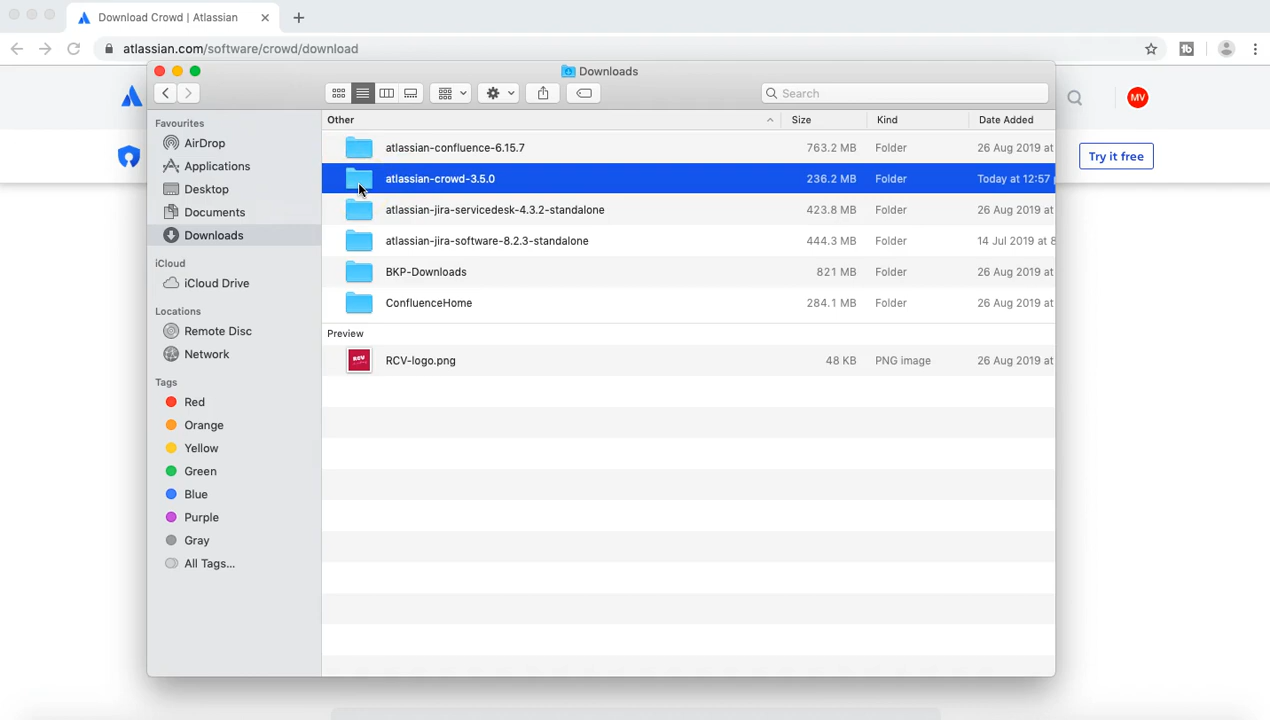 Download Crowd | Atlassian
atlassian.com/software/crowd/download
Downloads
Search
MV
Try it free
Favourites
AirDrop
Applications
Desktop
Documents
Downloads
iCloud
iCloud Drive
Locations
Remote Disc
Network
Tags
Red
Orange
Yellow
Green
Blue
Purple
Gray
All Tags...
Other Size Kind Date Added
atlassian-confluence-6.15.7 763.2 MB Folder 26 Aug 2019 at
atlassian-crowd-3.5.0 236.2 MB Folder Today at 12:57
atlassian-jira-servicedesk-4.3.2-standalone 423.8 MB Folder 26 Aug 2019 at
atlassian-jira-software-8.2.3-standalone 444.3 MB Folder 14 Jul 2019 at 8
BKP-Downloads 821 MB Folder 26 Aug 2019 at
ConfluenceHome 284.1 MB Folder 26 Aug 2019 at
Preview
RCV
RCV-logo.png 48 KB PNG image 26 Aug 2019 at